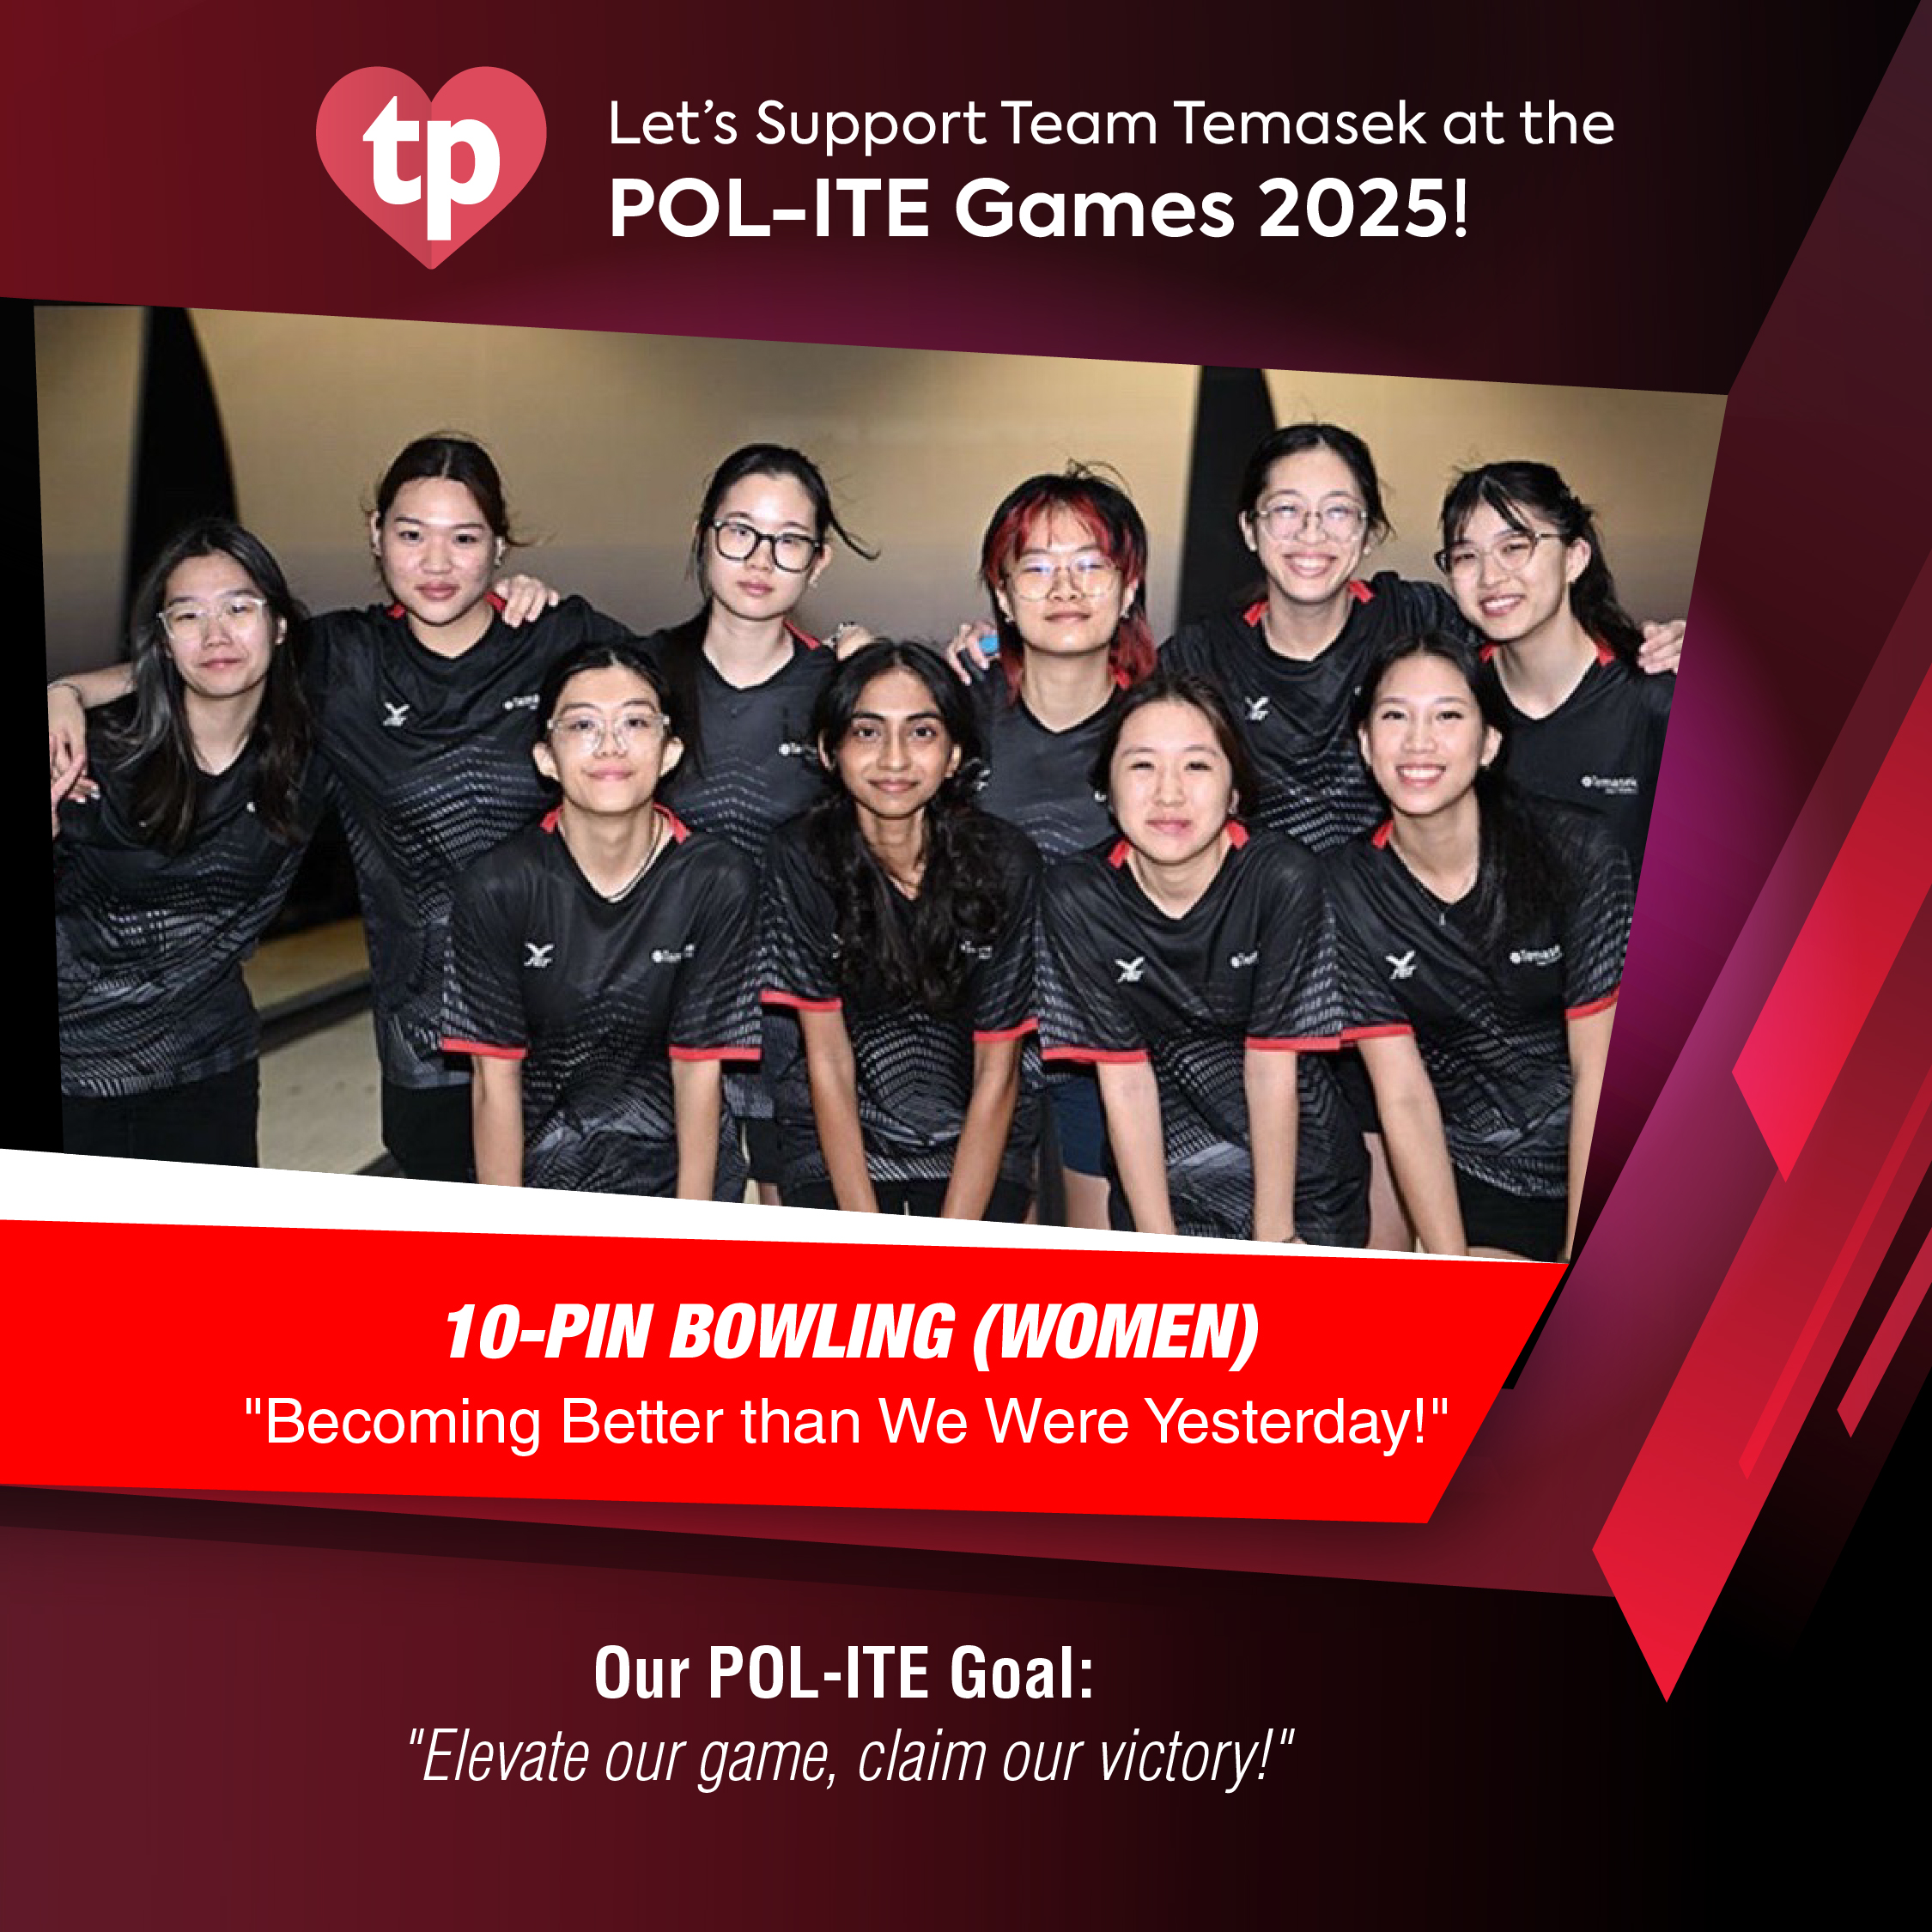 tp
Let's Support Team Temasek at the
POL-ITE Games 2025!
10-PIN BOWLING (WOMEN)
"Becoming Better than We Were Yesterday!"
Our POL-ITE Goal:
"Elevate our game, claim our victory!"